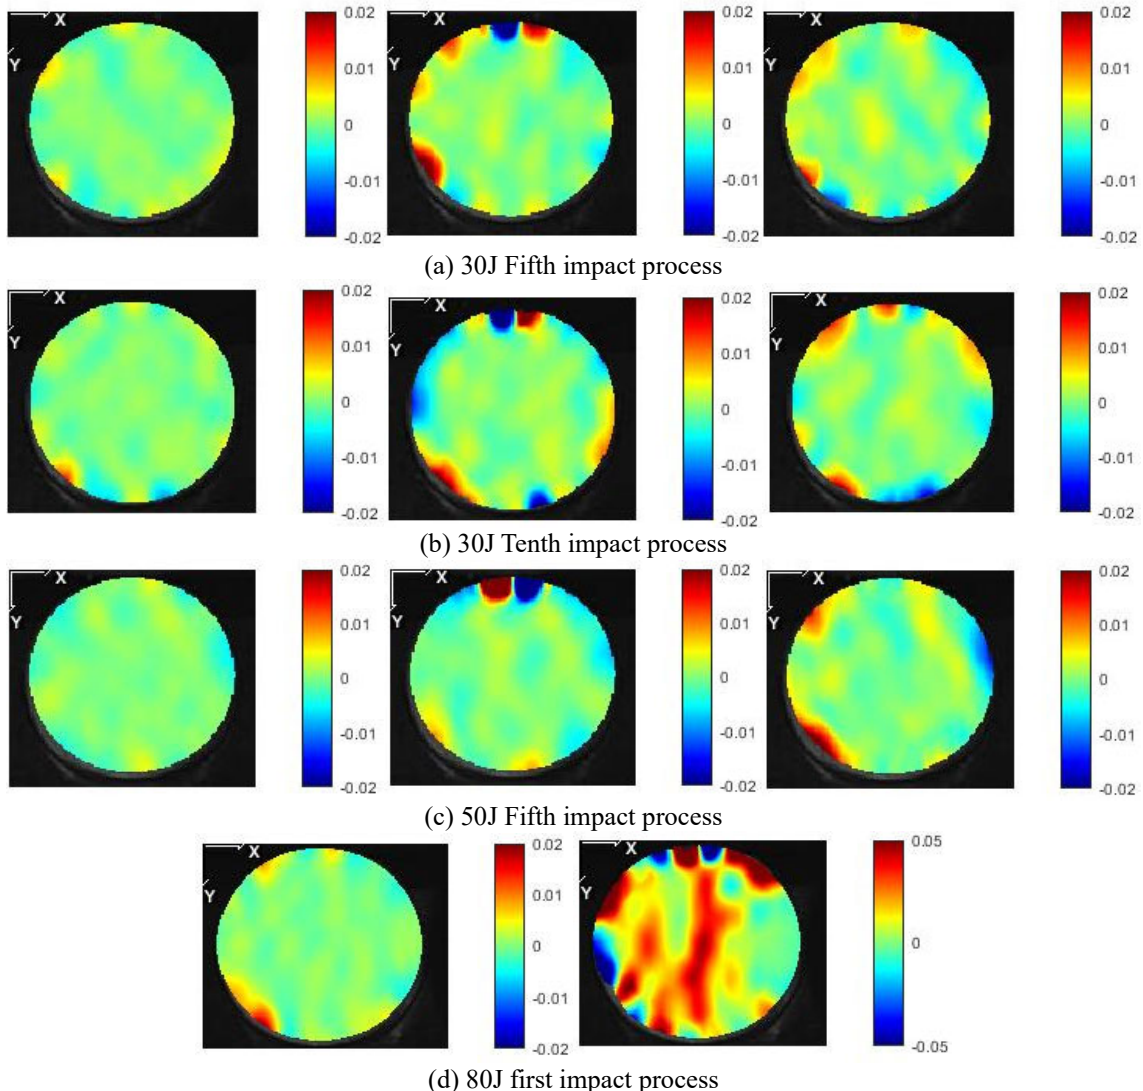 X
Y
0.02
0.01
0
-0.01
-0.02
X
Y
0.02
0.01
0
-0.01
-0.02
X
Y
0.02
0.01
0
-0.01
-0.02
(a) 30J Fifth impact process
X
Y
0.02
0.01
0
-0.01
-0.02
X
Y
0.02
0.01
0
-0.01
-0.02
X
Y
0.02
0.01
0
-0.01
-0.02
(b) 30J Tenth impact process
X
Y
0.02
0.01
0
-0.01
-0.02
X
Y
0.02
0.01
0
-0.01
-0.02
X
Y
0.02
0.01
0
-0.01
-0.02
(c) 50J Fifth impact process
X
Y
0.02
0.01
0
-0.01
-0.02
X
Y
0.05
0
-0.05
(d) 80J first impact process